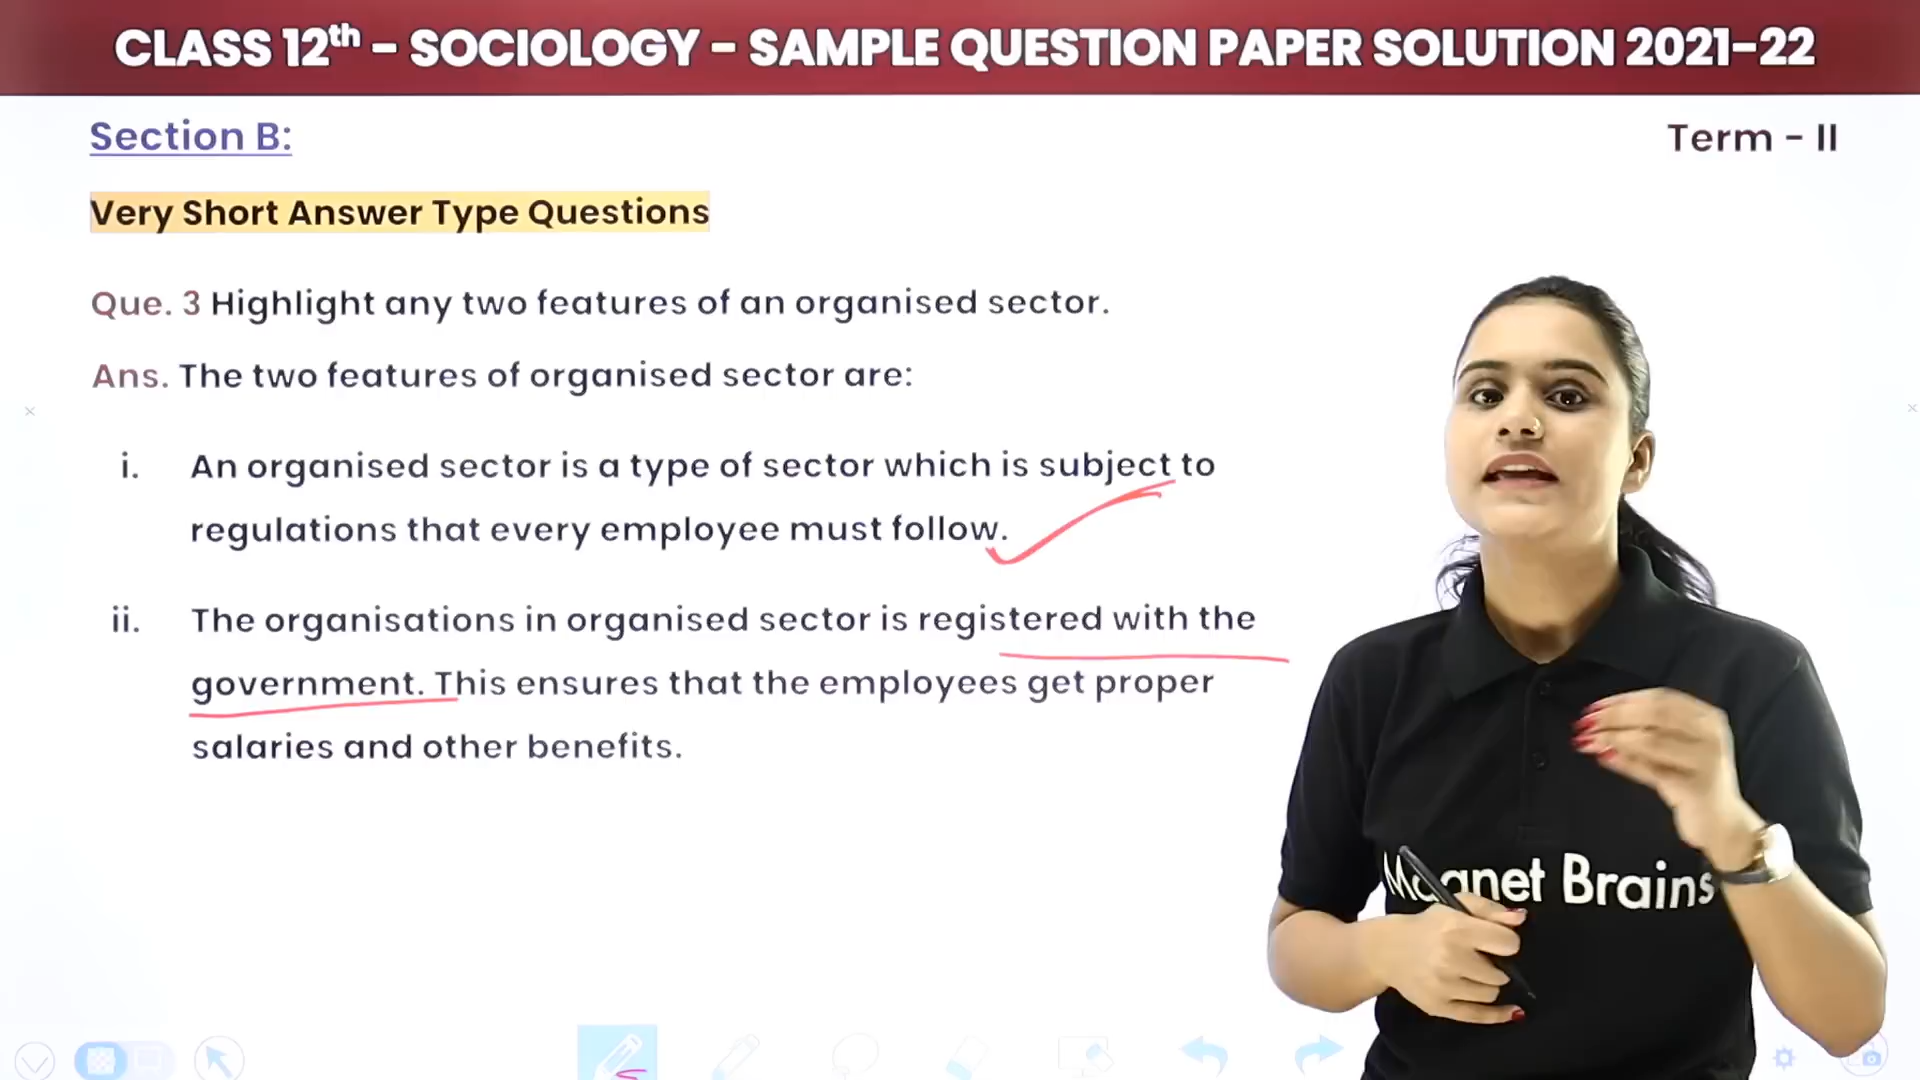 CLASS 12th – SOCIOLOGY – SAMPLE QUESTION PAPER SOLUTION 2021–22
Section B:
Term – II
Very Short Answer Type Questions
Que. 3 Highlight any two features of an organised sector.
Ans. The two features of organised sector are:
i. An organised sector is a type of sector which is subject to
regulations that every employee must follow.
ii. The organisations in organised sector is registered with the
government. This ensures that the employees get proper
salaries and other benefits.
Magnet Brains